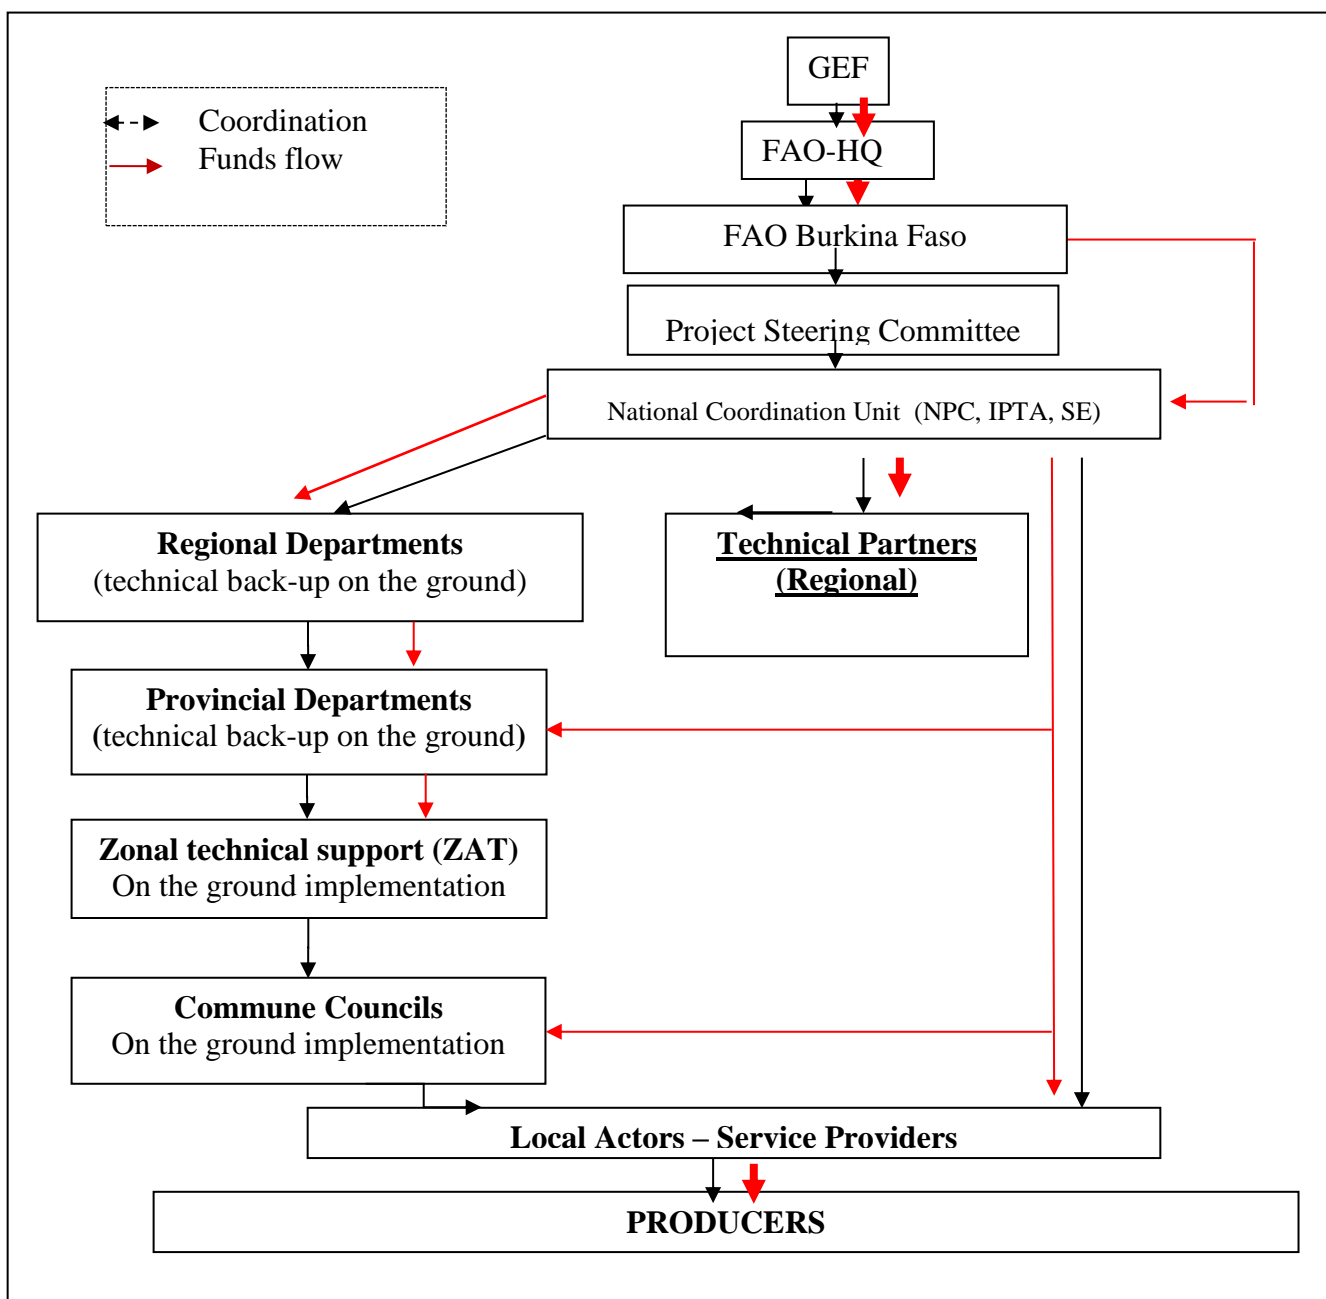 GEF
Coordination
Funds flow
FAO-HQ
FAO Burkina Faso
Project Steering Committee
National Coordination Unit (NPC, IPTA, SE)
Regional Departments
(technical back-up on the ground)
Technical Partners
(Regional)
Provincial Departments
(technical back-up on the ground)
Zonal technical support (ZAT)
On the ground implementation
Commune Councils
On the ground implementation
Local Actors – Service Providers
PRODUCERS